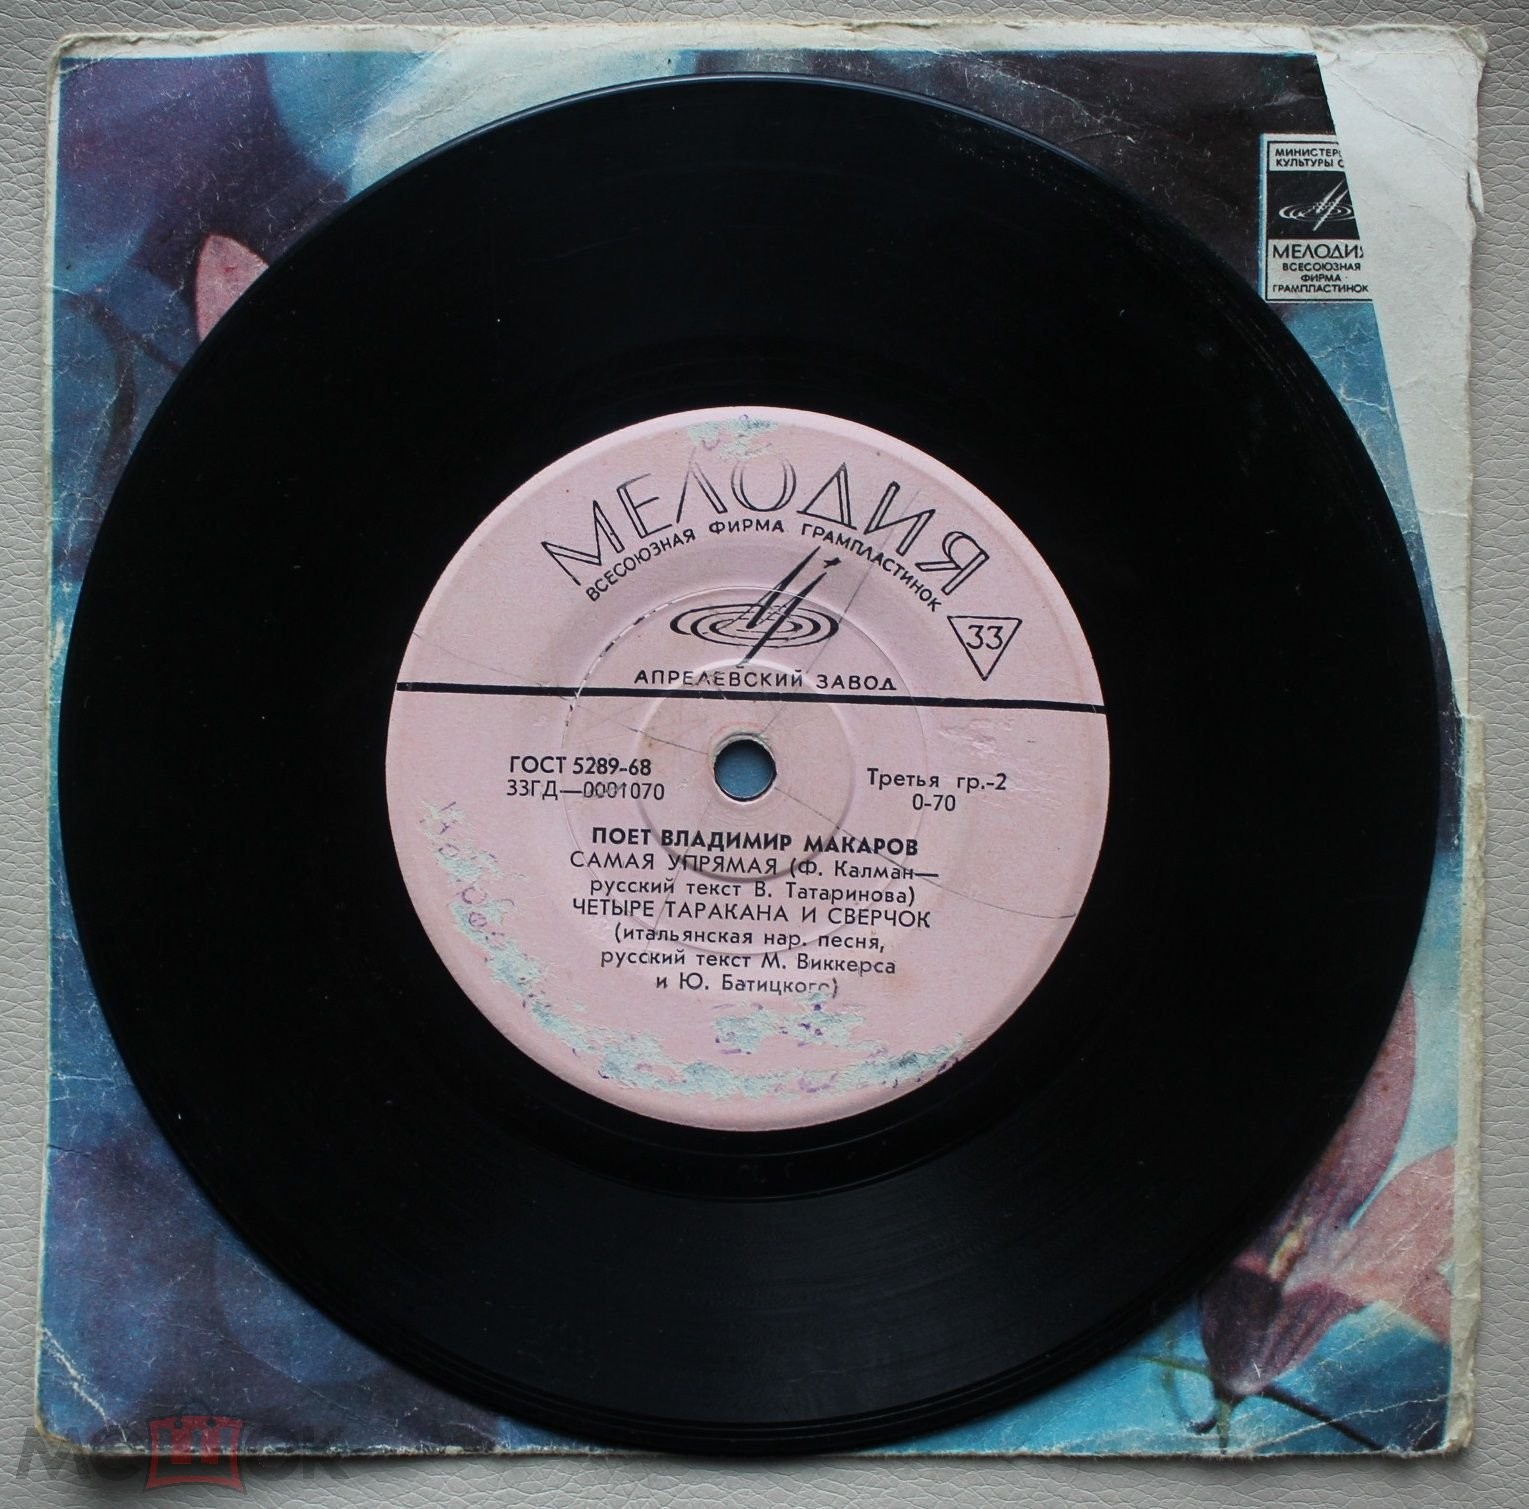 МИНИСТЕР
КУЛЬТУРЫ С
МЕЛОДИЯ
ВСЕСОЮЗНАЯ
ФИРМА
ГРАМПЛАСТИНОК
МЕЛОДИЯ
ВСЕСОЮЗНАЯ ФИРМА ГРАМПЛАСТИНОК
33
АПРЕЛЕВСКИЙ ЗАВОД
ГОСТ 5289-68
33ГД—0001070
Третья гр.-2
0-70
ПОЕТ ВЛАДИМИР МАКАРОВ
САМАЯ УПРЯМАЯ (Ф. Калман—
русский текст В. Татаринова)
ЧЕТЫРЕ ТАРАКАНА И СВЕРЧОК
(итальянская нар. песня,
русский текст М. Виккерса
и Ю. Батицкого)